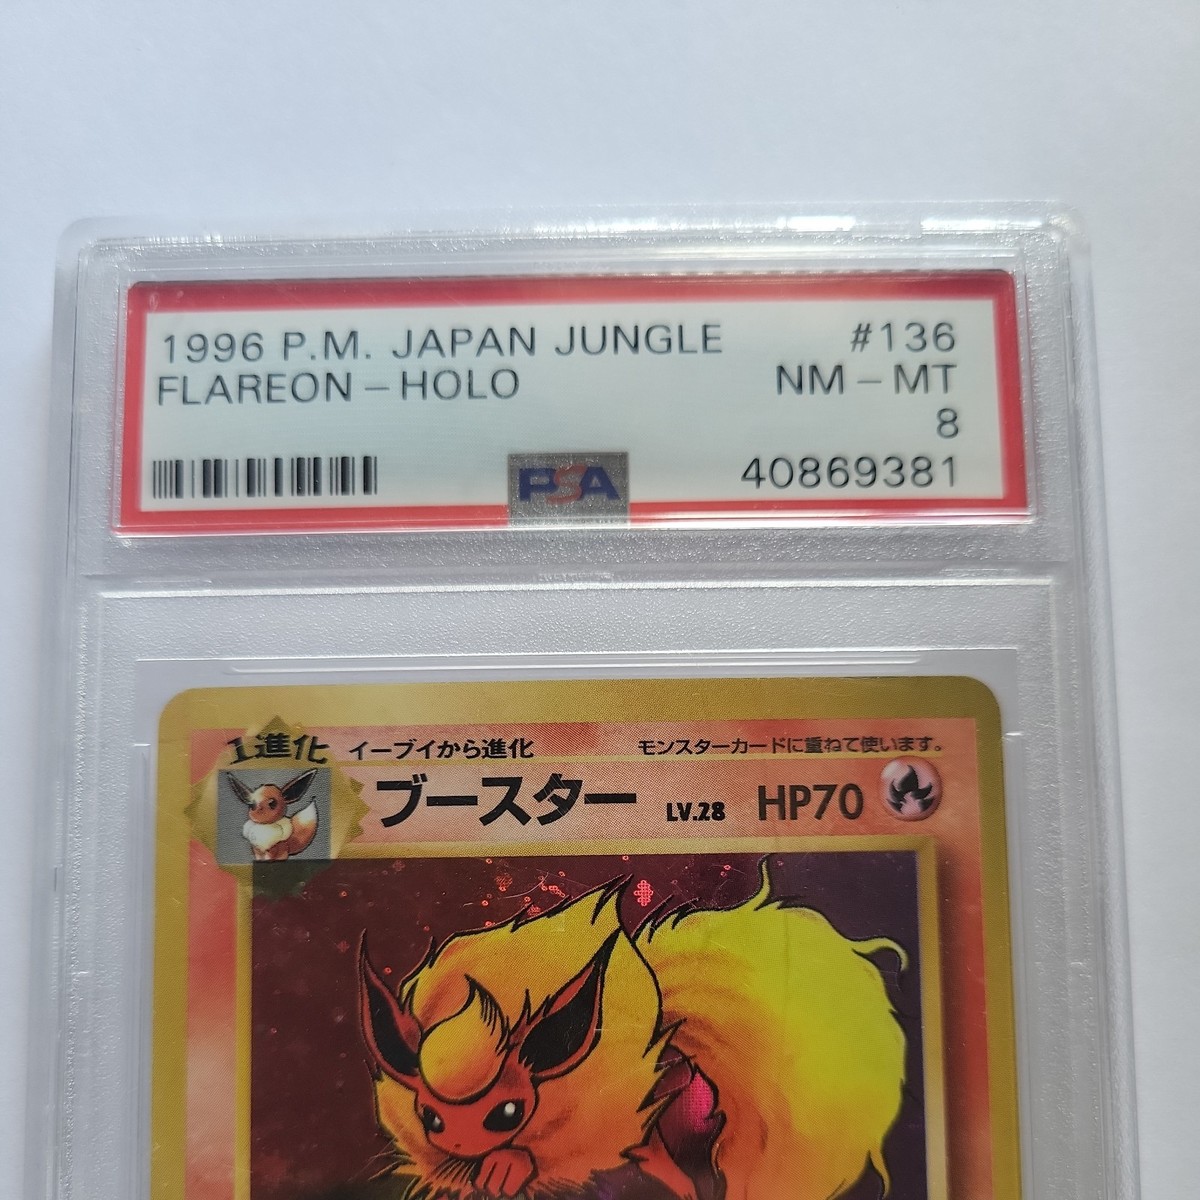 1996 P.M. JAPAN JUNGLE #136
FLAREON - HOLO NM - MT
8
PSA 40869381
1進化 イーブイから進化 モンスターカードに重ねて使います。
ブースター LV.28 HP70